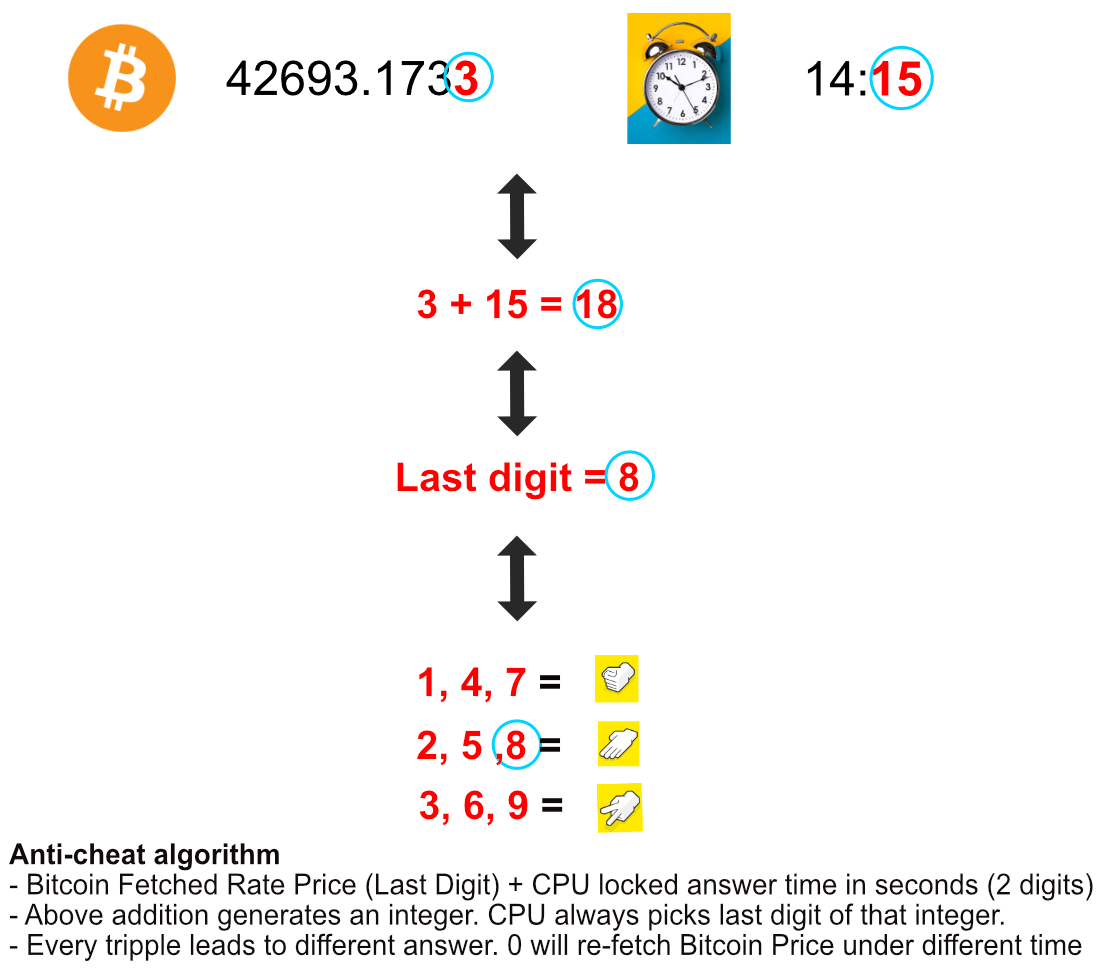 42693.1733 14:15
3 + 15 = 18
Last digit = 8
1, 4, 7 =
2, 5 ,8 =
3, 6, 9 =
Anti-cheat algorithm
- Bitcoin Fetched Rate Price (Last Digit) + CPU locked answer time in seconds (2 digits)
- Above addition generates an integer. CPU always picks last digit of that integer.
- Every tripple leads to different answer. 0 will re-fetch Bitcoin Price under different time